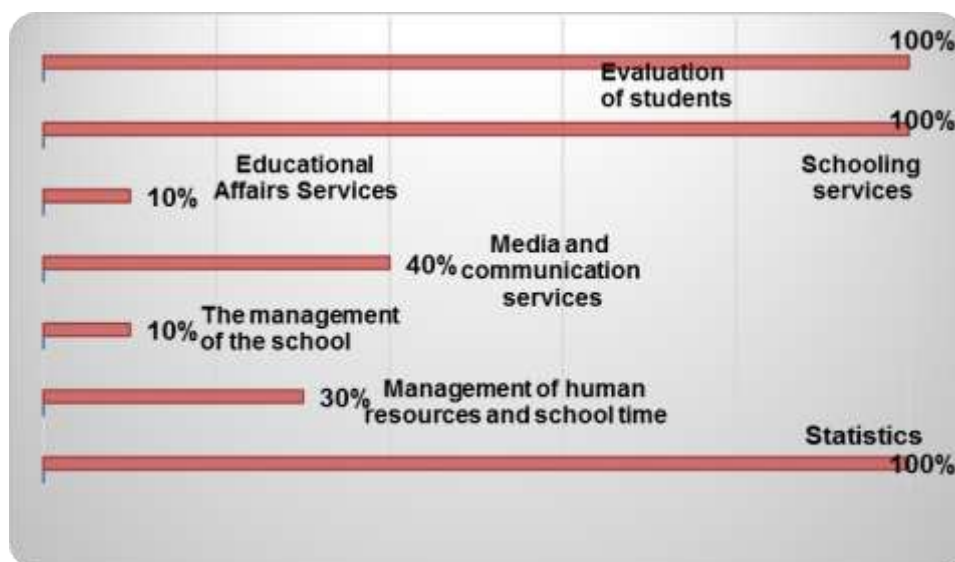 100%
Evaluation
of students
100%
Educational
Affairs Services
Schooling
services
10%
Media and
40% communication
services
The management
10% of the school
Management of human
30% resources and school time
Statistics
100%